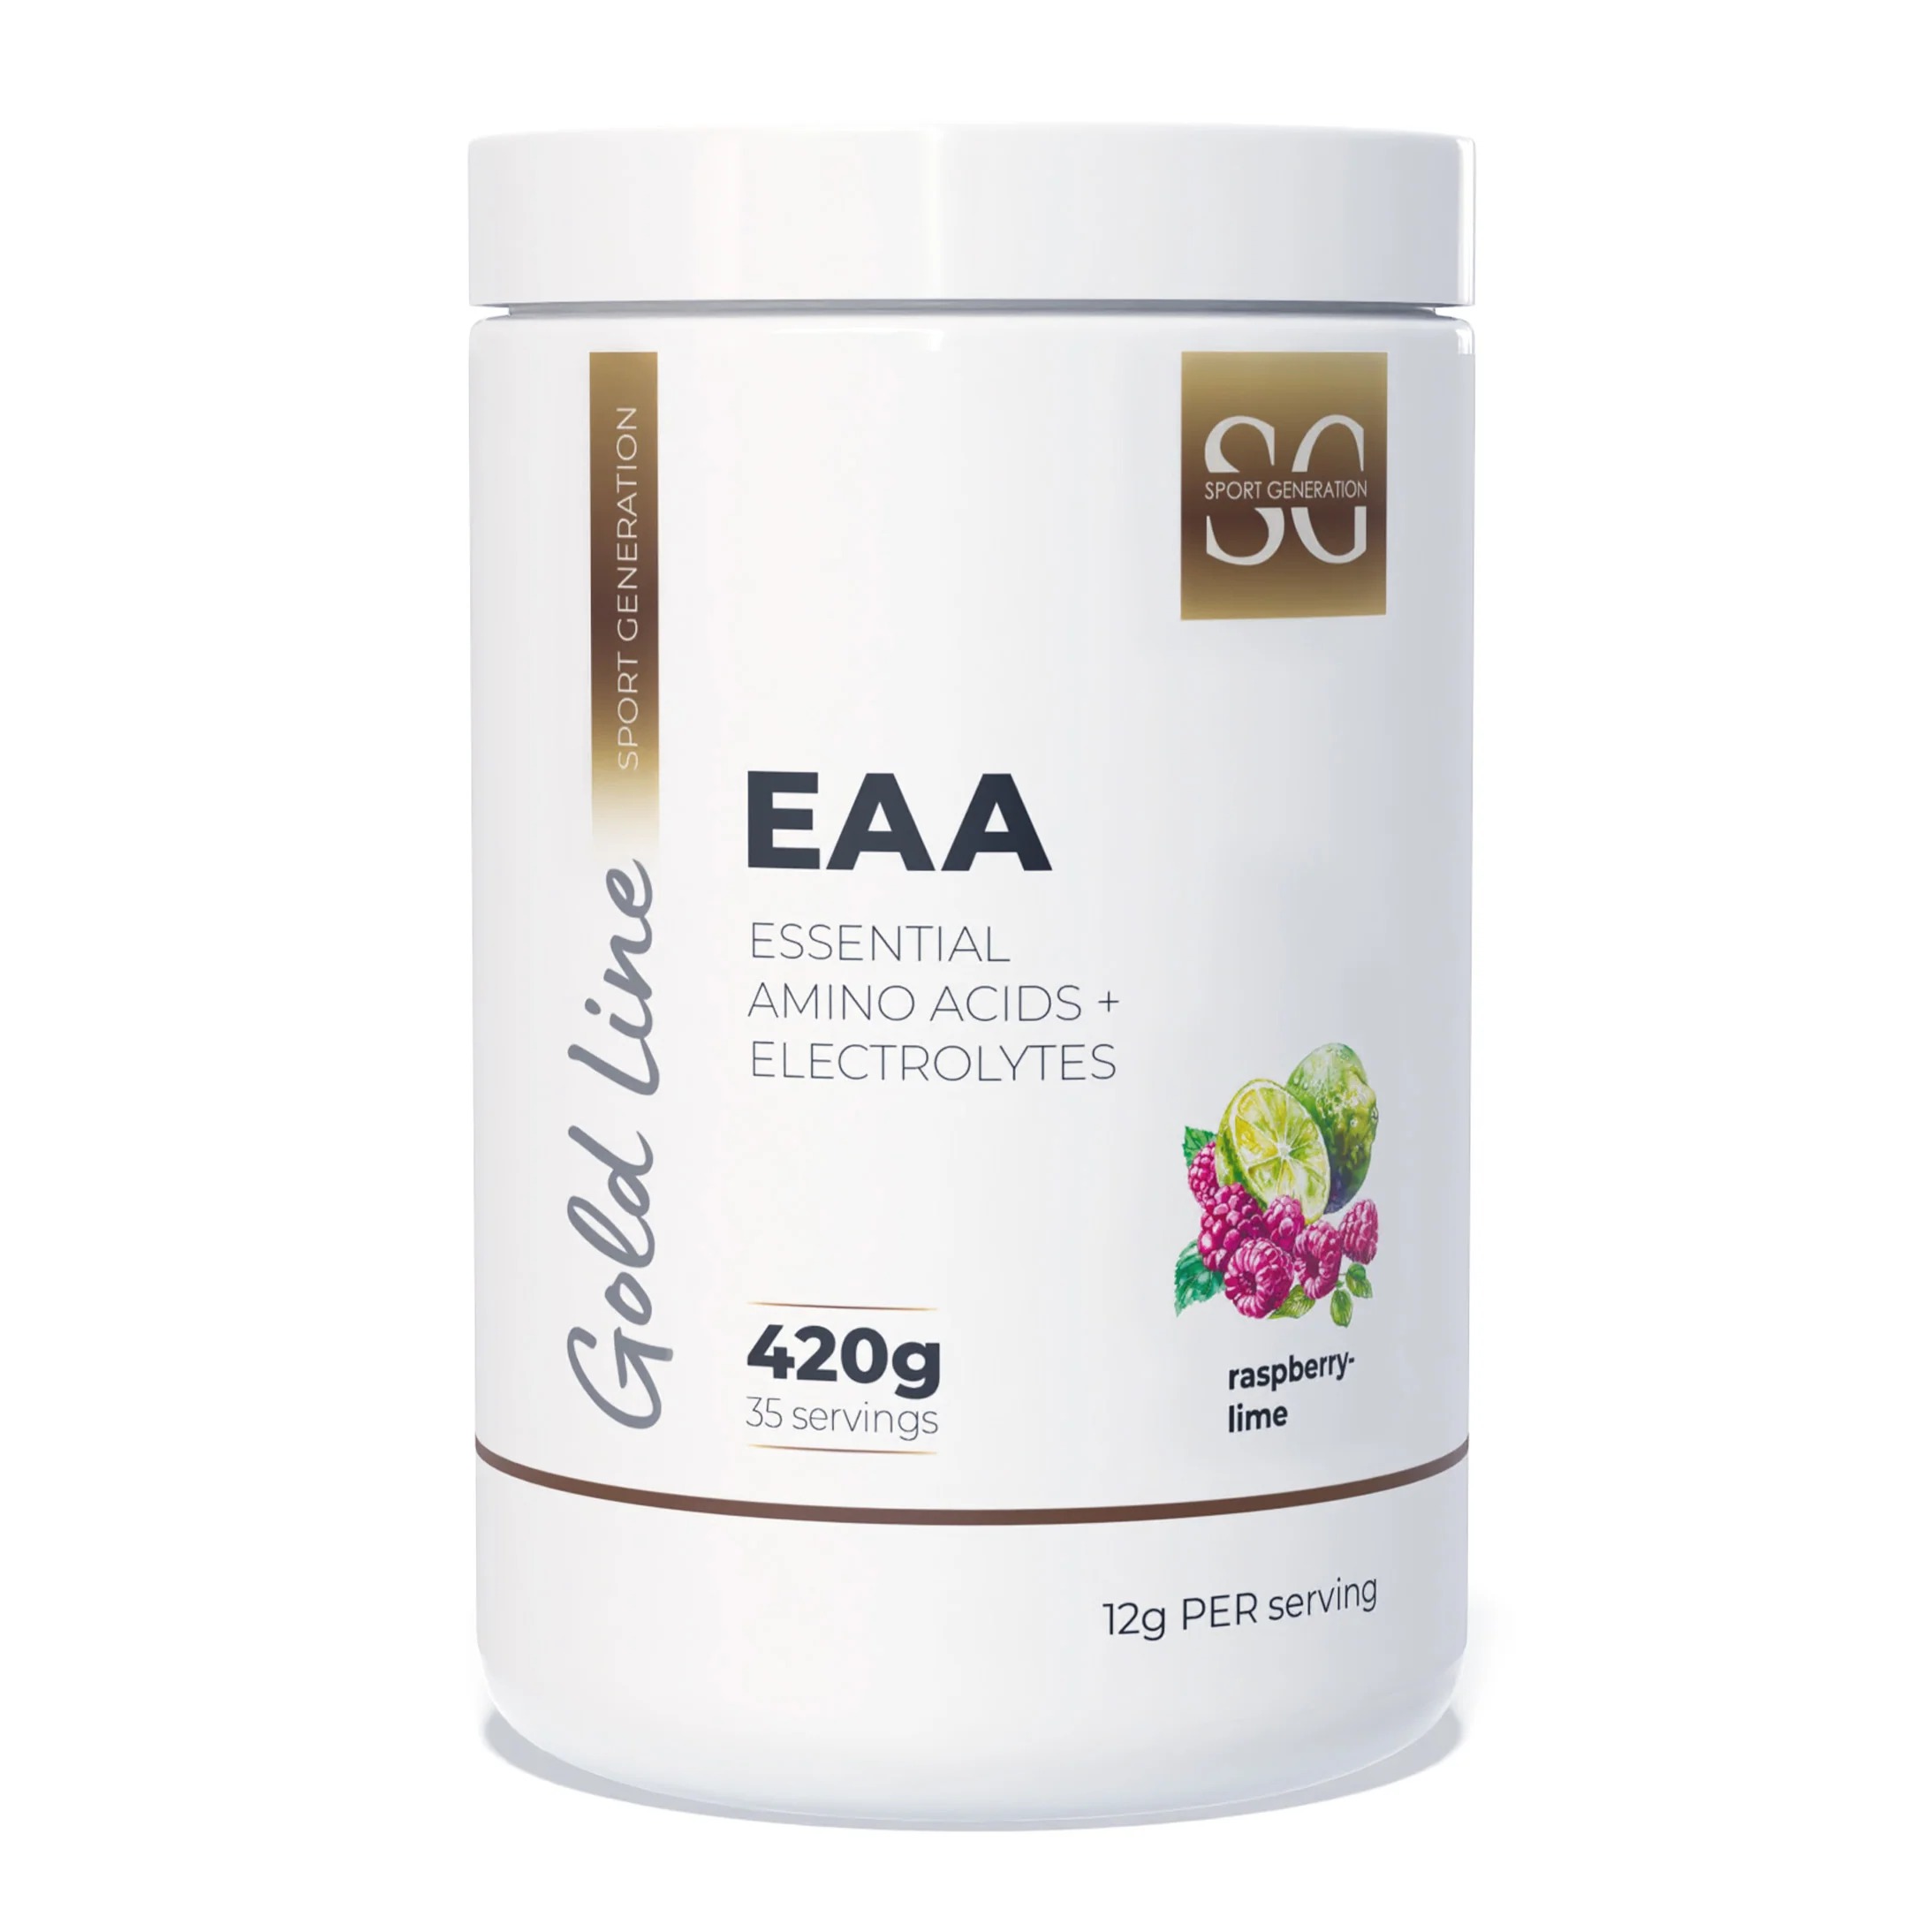 SPORT GENERATION
Gold Line
SG
SPORT GENERATION
EAA
ESSENTIAL
AMINO ACIDS +
ELECTROLYTES
420g
35 servings
raspberry-
lime
12g PER serving